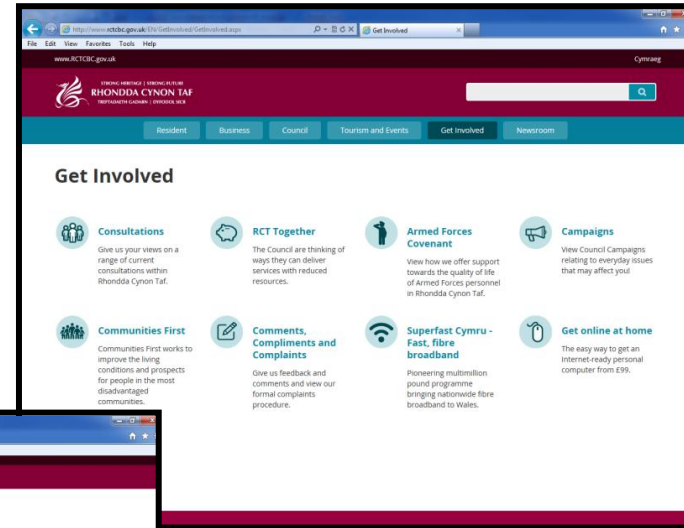 http://www.rctcbc.gov.uk/EN/GetInvolved/GetInvolved.aspx
Get Involved
File Edit View Favorites Tools Help
www.RCTCBC.gov.uk
Cymraeg
STRONG HERITAGE | STRONG FUTURE
RHONDDA CYNON TAF
TREFTADAETH GADARN | DYFODOL SICR
Resident
Business
Council
Tourism and Events
Get Involved
Newsroom
Get Involved
Consultations
Give us your views on a
range of current
consultations within
Rhondda Cynon Taf.
RCT Together
The Council are thinking of
ways they can deliver
services with reduced
resources.
Armed Forces
Covenant
View how we offer support
towards the quality of life
of Armed Forces personnel
in Rhondda Cynon Taf.
Campaigns
View Council Campaigns
relating to everyday issues
that may affect you!
Communities First
Communities First works to
improve the living
conditions and prospects
for people in the most
disadvantaged
communities.
Comments,
Compliments and
Complaints
Give us feedback and
comments and view our
formal complaints
procedure.
Superfast Cymru -
Fast, fibre
broadband
Pioneering multimillion
pound programme
bringing nationwide fibre
broadband to Wales.
Get online at home
The easy way to get an
Internet-ready personal
computer from £99.